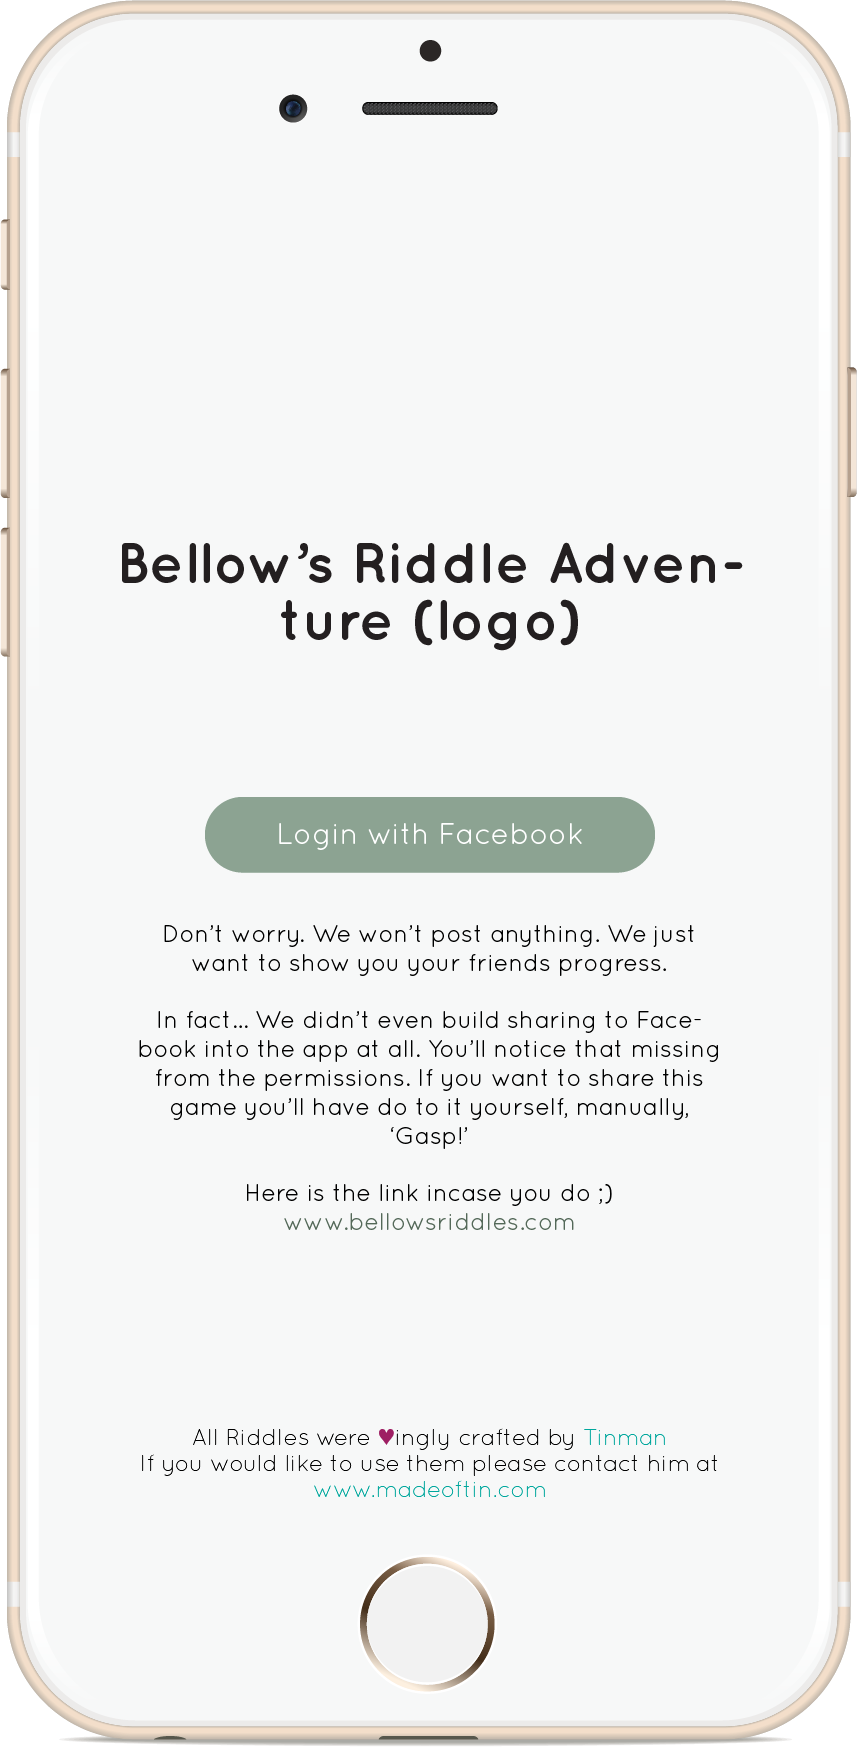 Bellow's Riddle Adven-
ture (logo)
Login with Facebook
Don't worry. We won't post anything. We just
want to show you your friends progress.
In fact... We didn't even build sharing to Face-
book into the app at all. You'll notice that missing
from the permissions. If you want to share this
game you'll have do to it yourself, manually,
'Gasp!'
Here is the link incase you do ;)
www.bellowsriddles.com
All Riddles were ♥ingly crafted by Tinman
If you would like to use them please contact him at
www.madeoftin.com